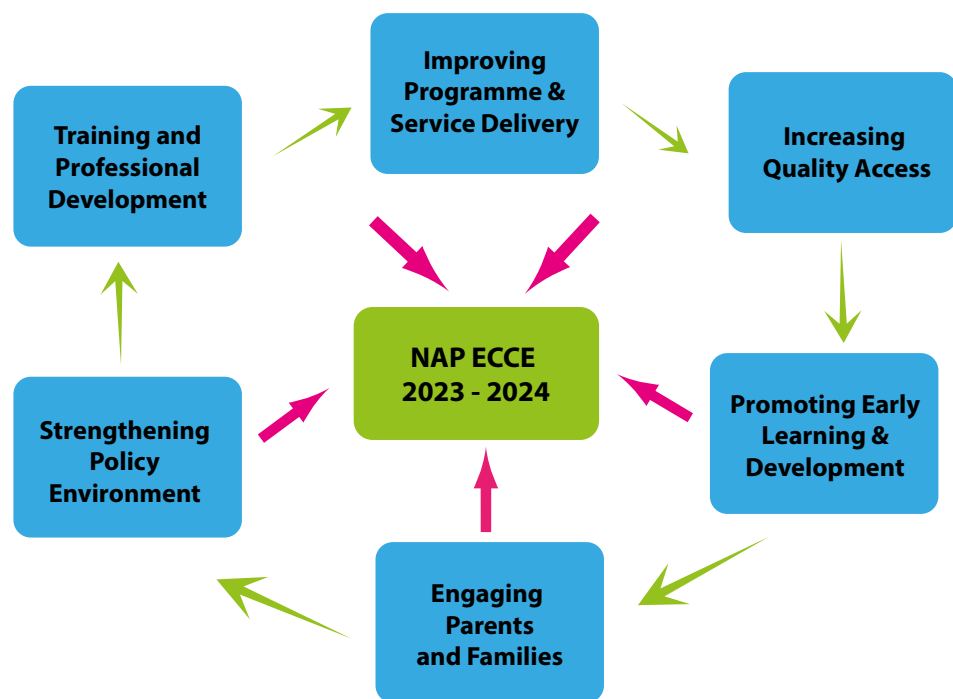 Improving
Programme &
Service Delivery
Training and
Professional
Development
Increasing
Quality Access
NAP ECCE
2023 - 2024
Strengthening
Policy
Environment
Promoting Early
Learning &
Development
Engaging
Parents
and Families